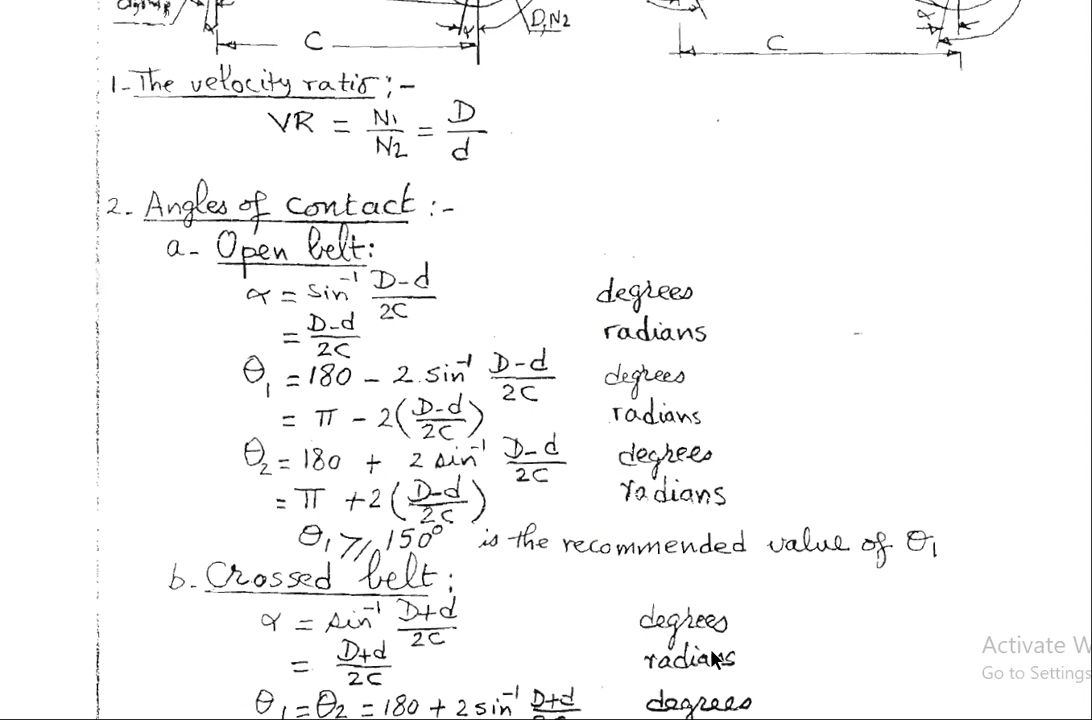 D, N2
C
C
α
1- The velocity ratio :-
VR = N1/N2 = D/d
2- Angles of contact :-
a- Open belt:
α = sin⁻¹ D-d/2C degrees
= D-d/2C radians
θ1 = 180 - 2 sin⁻¹ D-d/2C degrees
= π - 2(D-d/2C) radians
θ2 = 180 + 2 sin⁻¹ D-d/2C degrees
= π + 2(D-d/2C) radians
θ1 ≥ 150° is the recommended value of θ1
b- Crossed belt:
α = sin⁻¹ D+d/2C degrees
= D+d/2C radians
θ1 = θ2 = 180 + 2 sin⁻¹ D+d degrees
Activate W
Go to Settings